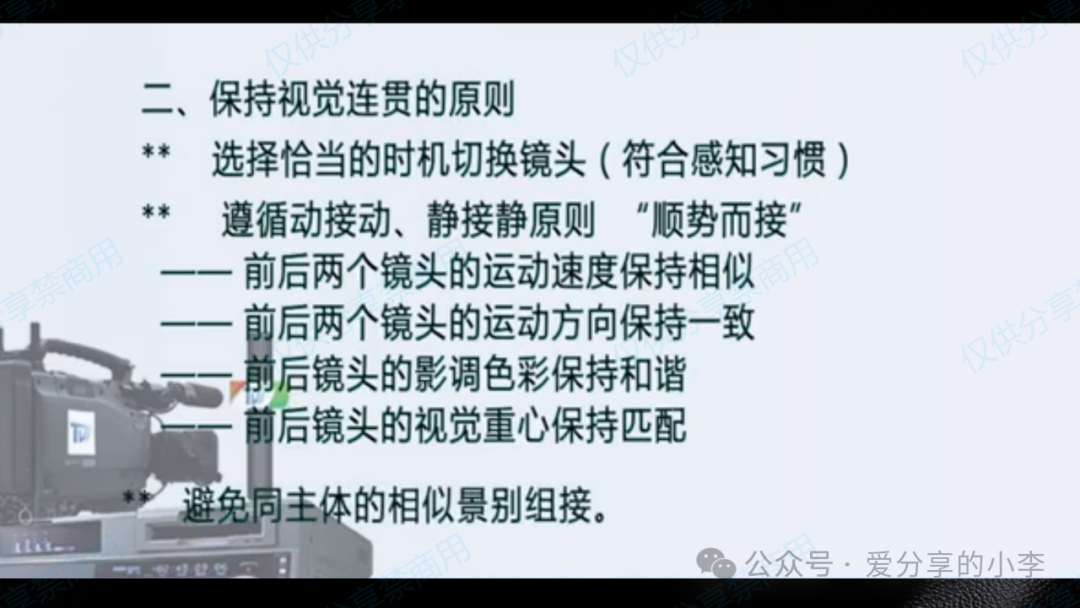 二、保持视觉连贯的原则
** 选择恰当的时机切换镜头（符合感知习惯）
** 遵循动接动、静接静原则 “顺势而接”
—— 前后两个镜头的运动速度保持相似
—— 前后两个镜头的运动方向保持一致
—— 前后镜头的影调色彩保持和谐
—— 前后镜头的视觉重心保持匹配
** 避免同主体的相似景别组接。
公众号·爱分享的小李
仅供分享禁商用